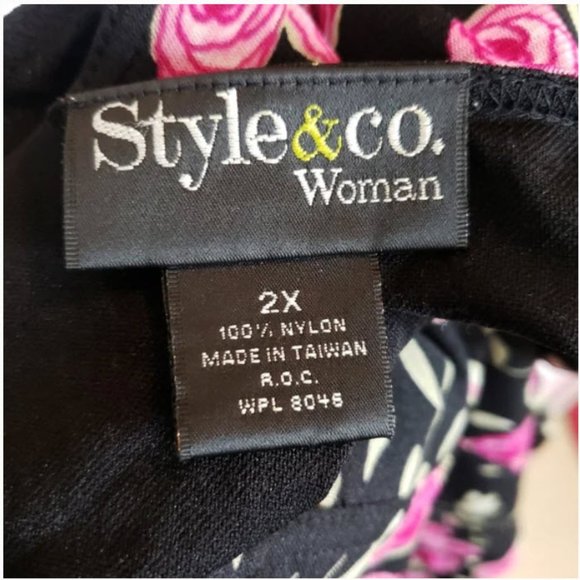 Style&co.
Woman
2X
100% NYLON
MADE IN TAIWAN
R.O.C.
WPL 8046